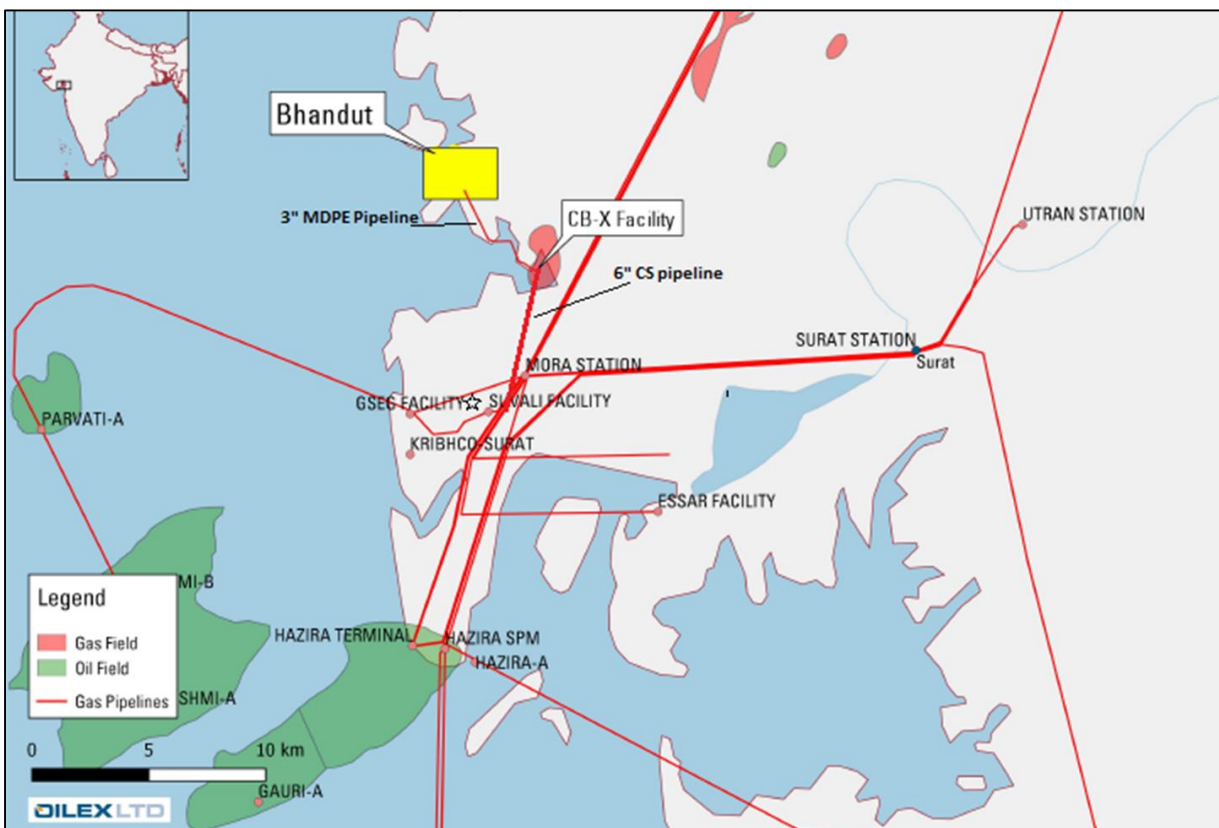 Bhandut
3" MDPE Pipeline
CB-X Facility
UTRAN STATION
6" CS pipeline
SURAT STATION
Surat
MORA STATION
GSEG FACILITY
SUVALI FACILITY
PARVATI-A
KRIBHCO-SURAT
ESSAR FACILITY
MI-B
Legend
Gas Field
Oil Field
Gas Pipelines
HAZIRA TERMINAL
HAZIRA SPM
HAZIRA-A
SHMI-A
0 5 10 km
GAURI-A
OILEX LTD